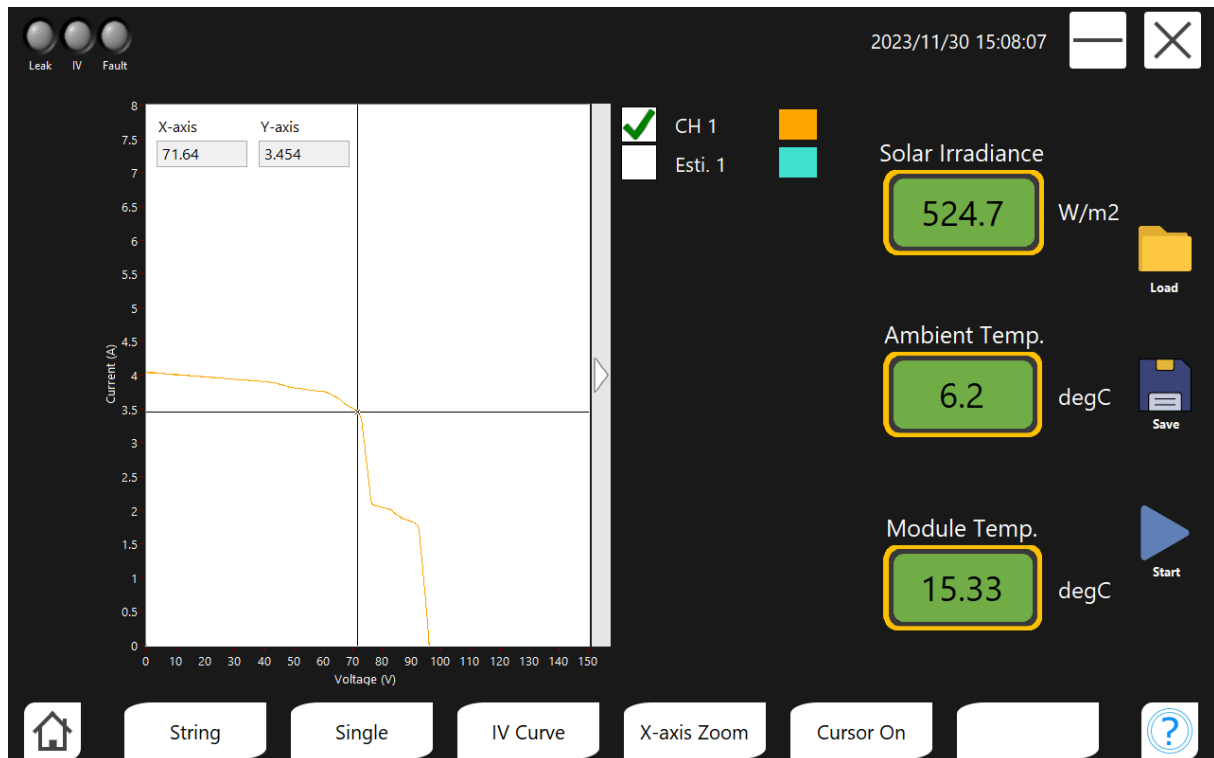 2023/11/30 15:08:07
Leak IV Fault
X-axis Y-axis
71.64 3.454
8
7.5
7
6.5
6
5.5
5
4.5
4
3.5
3
2.5
2
1.5
1
0.5
0
Current (A)
0 10 20 30 40 50 60 70 80 90 100 110 120 130 140 150
Voltage (V)
CH 1
Esti. 1
Solar Irradiance
524.7 W/m2
Load
Ambient Temp.
6.2 degC
Save
Module Temp.
15.33 degC
Start
String Single IV Curve X-axis Zoom Cursor On ?